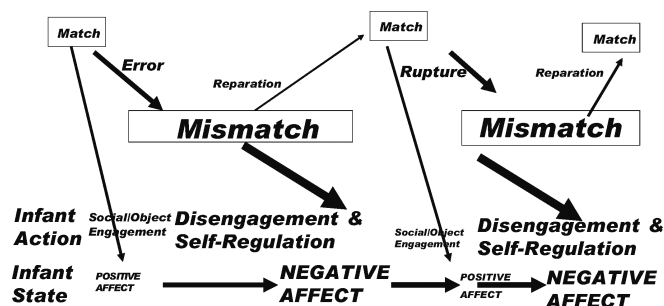 Match
Match
Match
Error
Rupture
Reparation
Reparation
Mismatch
Mismatch
Infant
Action
Social/Object
Engagement
Disengagement &
Self-Regulation
Social/Object
Engagement
Disengagement &
Self-Regulation
Infant
State
POSITIVE
AFFECT
NEGATIVE
AFFECT
POSITIVE
AFFECT
NEGATIVE
AFFECT